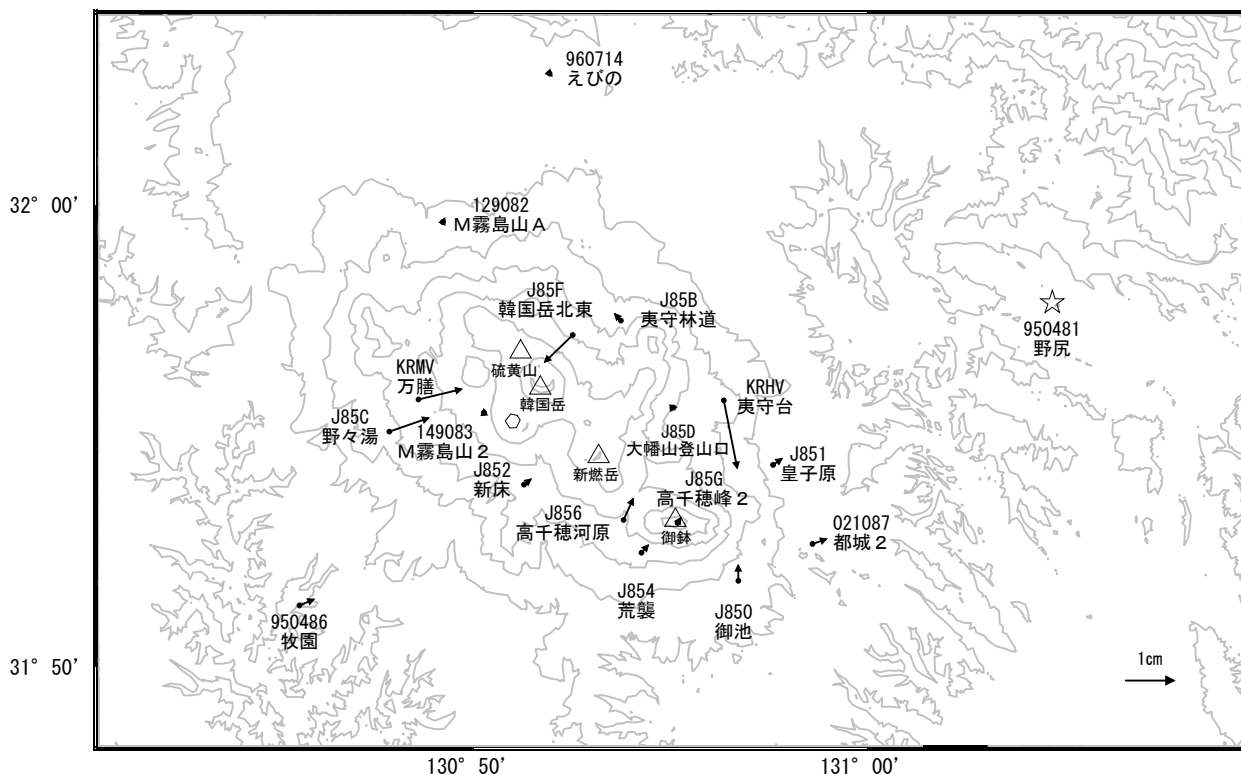 960714
えびの
32° 00′
129082
M霧島山A
J85F
韓国岳北東
J85B
夷守林道
950481
野尻
硫黄山
KRMV
万膳
韓国岳
KRHV
夷守台
J85C
野々湯
149083
M霧島山2
J85D
大幡山登山口
J851
皇子原
新燃岳
J852
新床
J85G
高千穂峰2
J856
高千穂河原
御鉢
021087
都城2
J854
荒襲
J850
御池
950486
牧園
31° 50′
1cm
130° 50′
131° 00′